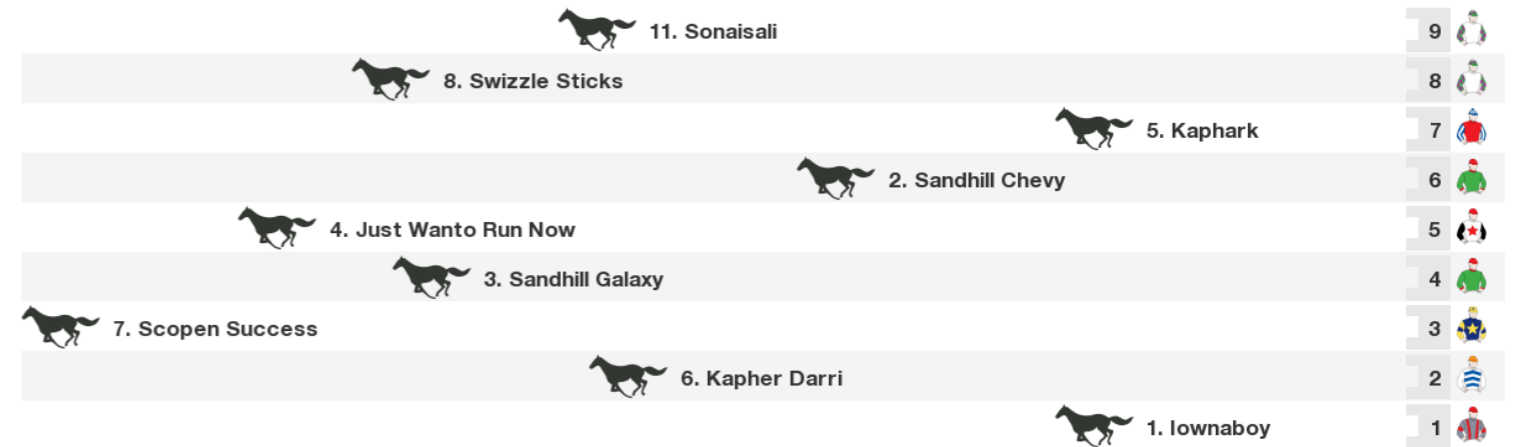 11. Sonaisali 9
8. Swizzle Sticks 8
5. Kaphark 7
2. Sandhill Chevy 6
4. Just Wanto Run Now 5
3. Sandhill Galaxy 4
7. Scopen Success 3
6. Kapher Darri 2
1. Iownaboy 1